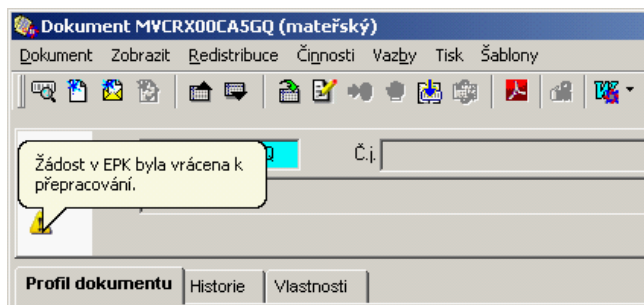 Dokument MVCRX00CA5GQ (mateřský)
Dokument Zobrazit Redistribuce Činnosti Vazby Tisk Šablony
Q Č.j.
Žádost v EPK byla vrácena k
přepracování.
Profil dokumentu Historie Vlastnosti